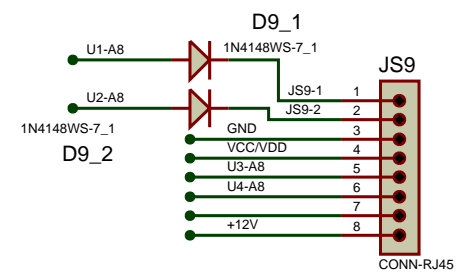 D9_1
U1-A8
1N4148WS-7_1
JS9
U2-A8
JS9-1
1
JS9-2
2
1N4148WS-7_1
GND
3
D9_2
VCC/VDD
4
U3-A8
5
U4-A8
6
7
+12V
8
CONN-RJ45